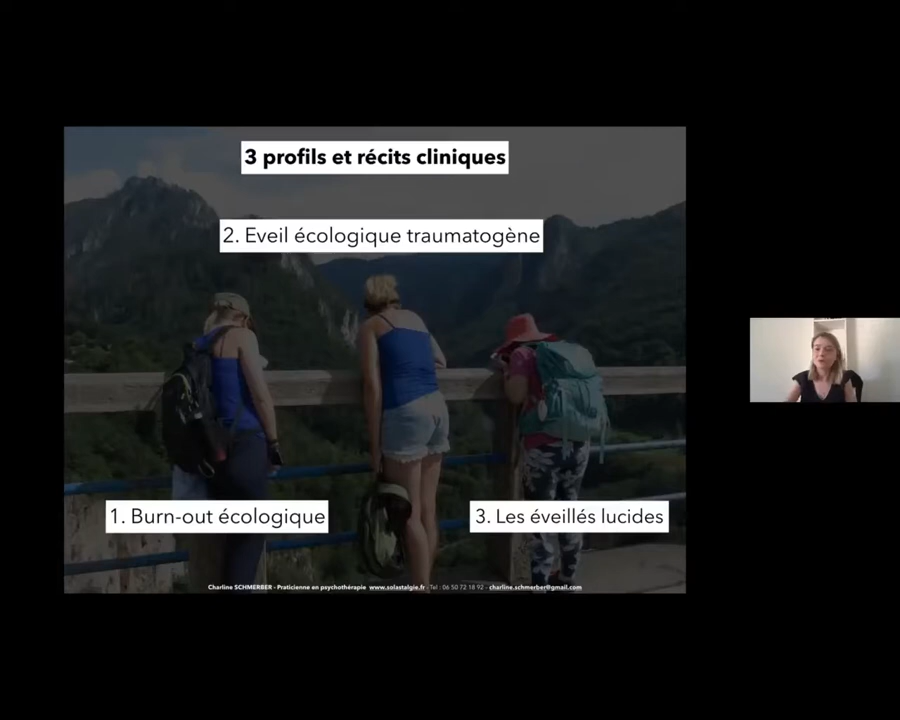 3 profils et récits cliniques
2. Eveil écologique traumatogène
1. Burn-out écologique
3. Les éveillés lucides
Charline SCHMERBER - Praticienne en psychothérapie www.solastalgie.fr - Tel : 06 50 72 18 92 - charline.schmerber@gmail.com